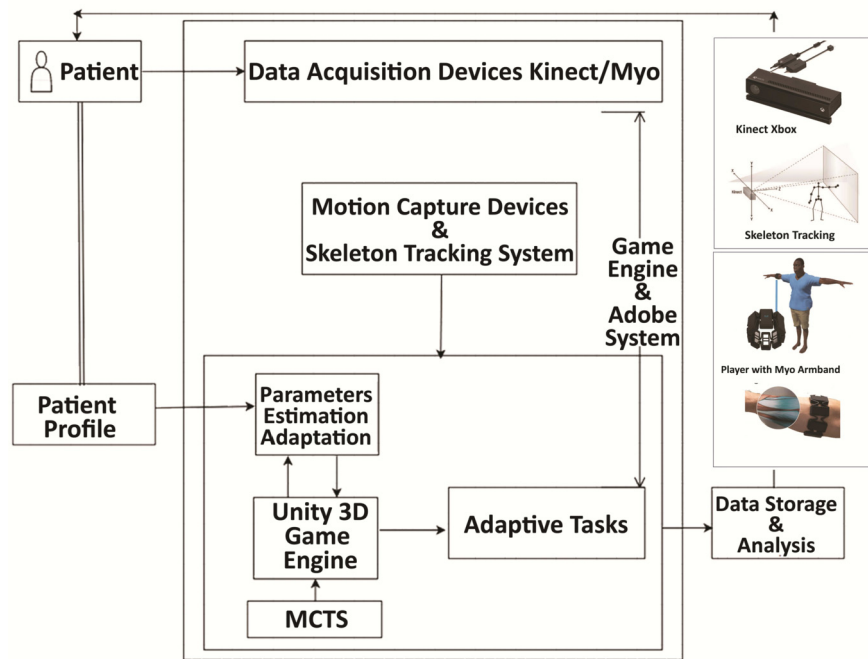 Patient
Data Acquisition Devices Kinect/Myo
Kinect Xbox
Motion Capture Devices
&
Skeleton Tracking System
Skeleton Tracking
Game
Engine
&
Adobe
System
Player with Myo Armband
Patient
Profile
Parameters
Estimation
Adaptation
Unity 3D
Game
Engine
Adaptive Tasks
Data Storage
&
Analysis
MCTS